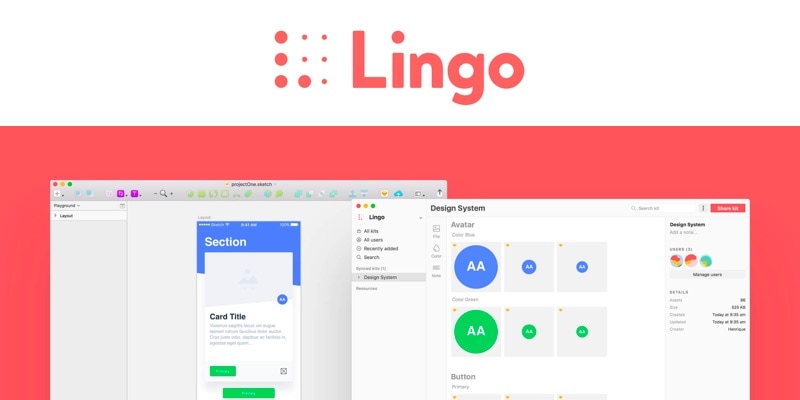 Lingo
projectOne.sketch
Playground
Layout
Layout
Sketch
9:41 AM
100%
Section
AA
Card Title
Vivamus sagittis lacus vel augue
laoreet rutrum faucibus dolor auctor.
Cras justo odio, dapibus ac facilisis in
egestas eget quam...
Primary
Primary
Lingo
All kits
All users
Recently added
Search
Synced kits (1)
Design System
Resources
Design System
Search kit
Share kit
File
Color
Note
Avatar
Color Blue
AA
AA
AA
Color Green
AA
AA
AA
Button
Primary
Design System
Add a note...
USERS (3)
Manage users
DETAILS
Assets 86
Size 525 KB
Created Today at 9:35 am
Updated Today at 9:35 am
Creator Henrique